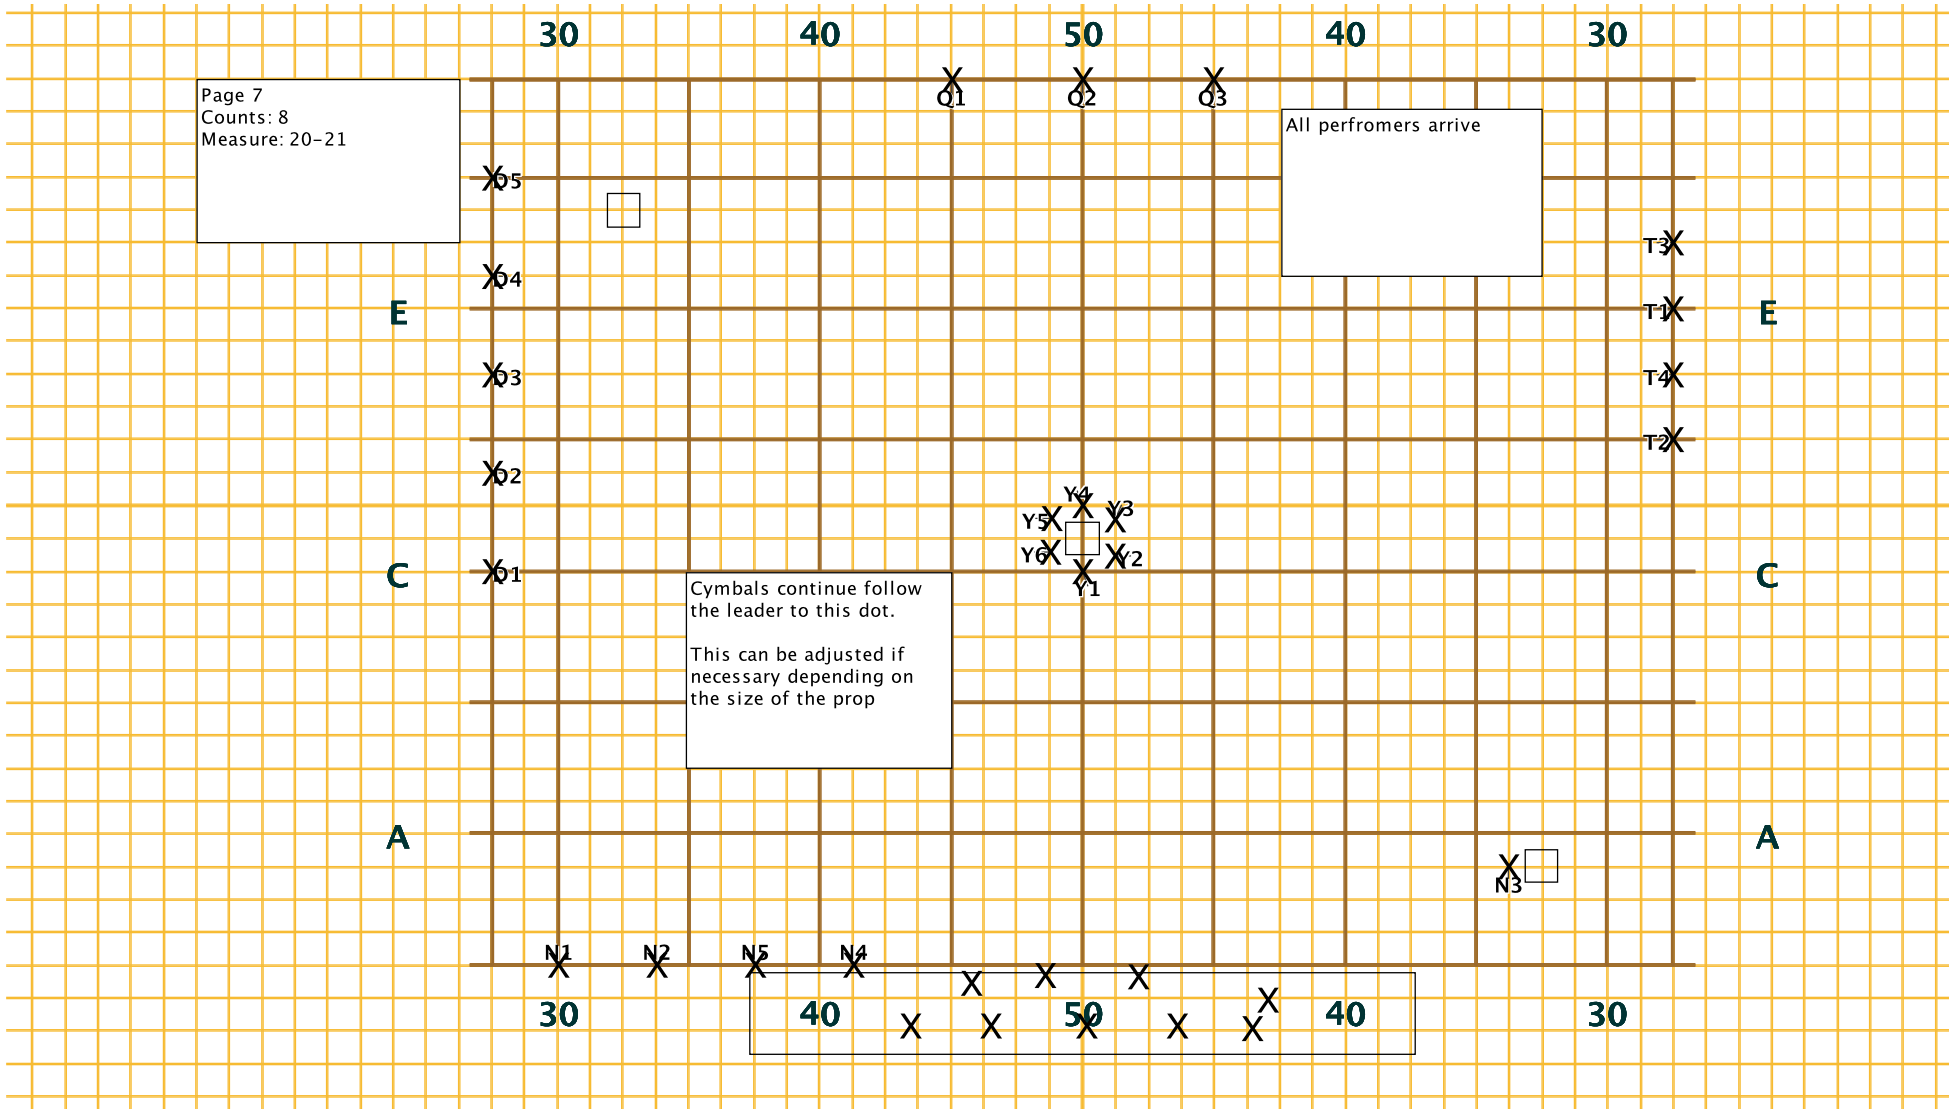 30 40 50 40 30
Page 7
Counts: 8
Measure: 20-21
X X X
Q1 Q2 Q3
All perfromers arrive
X D5
X D4
T3 X
E
T1 X
E
X D3
T4 X
T2 X
X D2
Y4 X
Y5 X
X Y3
Y6 X
X Y2
X
Y1
C
X D1
C
Cymbals continue follow
the leader to this dot.
This can be adjusted if
necessary depending on
the size of the prop
A
A
X
N3
N1 N2 N5 N4
X X X X
X X X
X X
30 40 50 40 30
X X X X